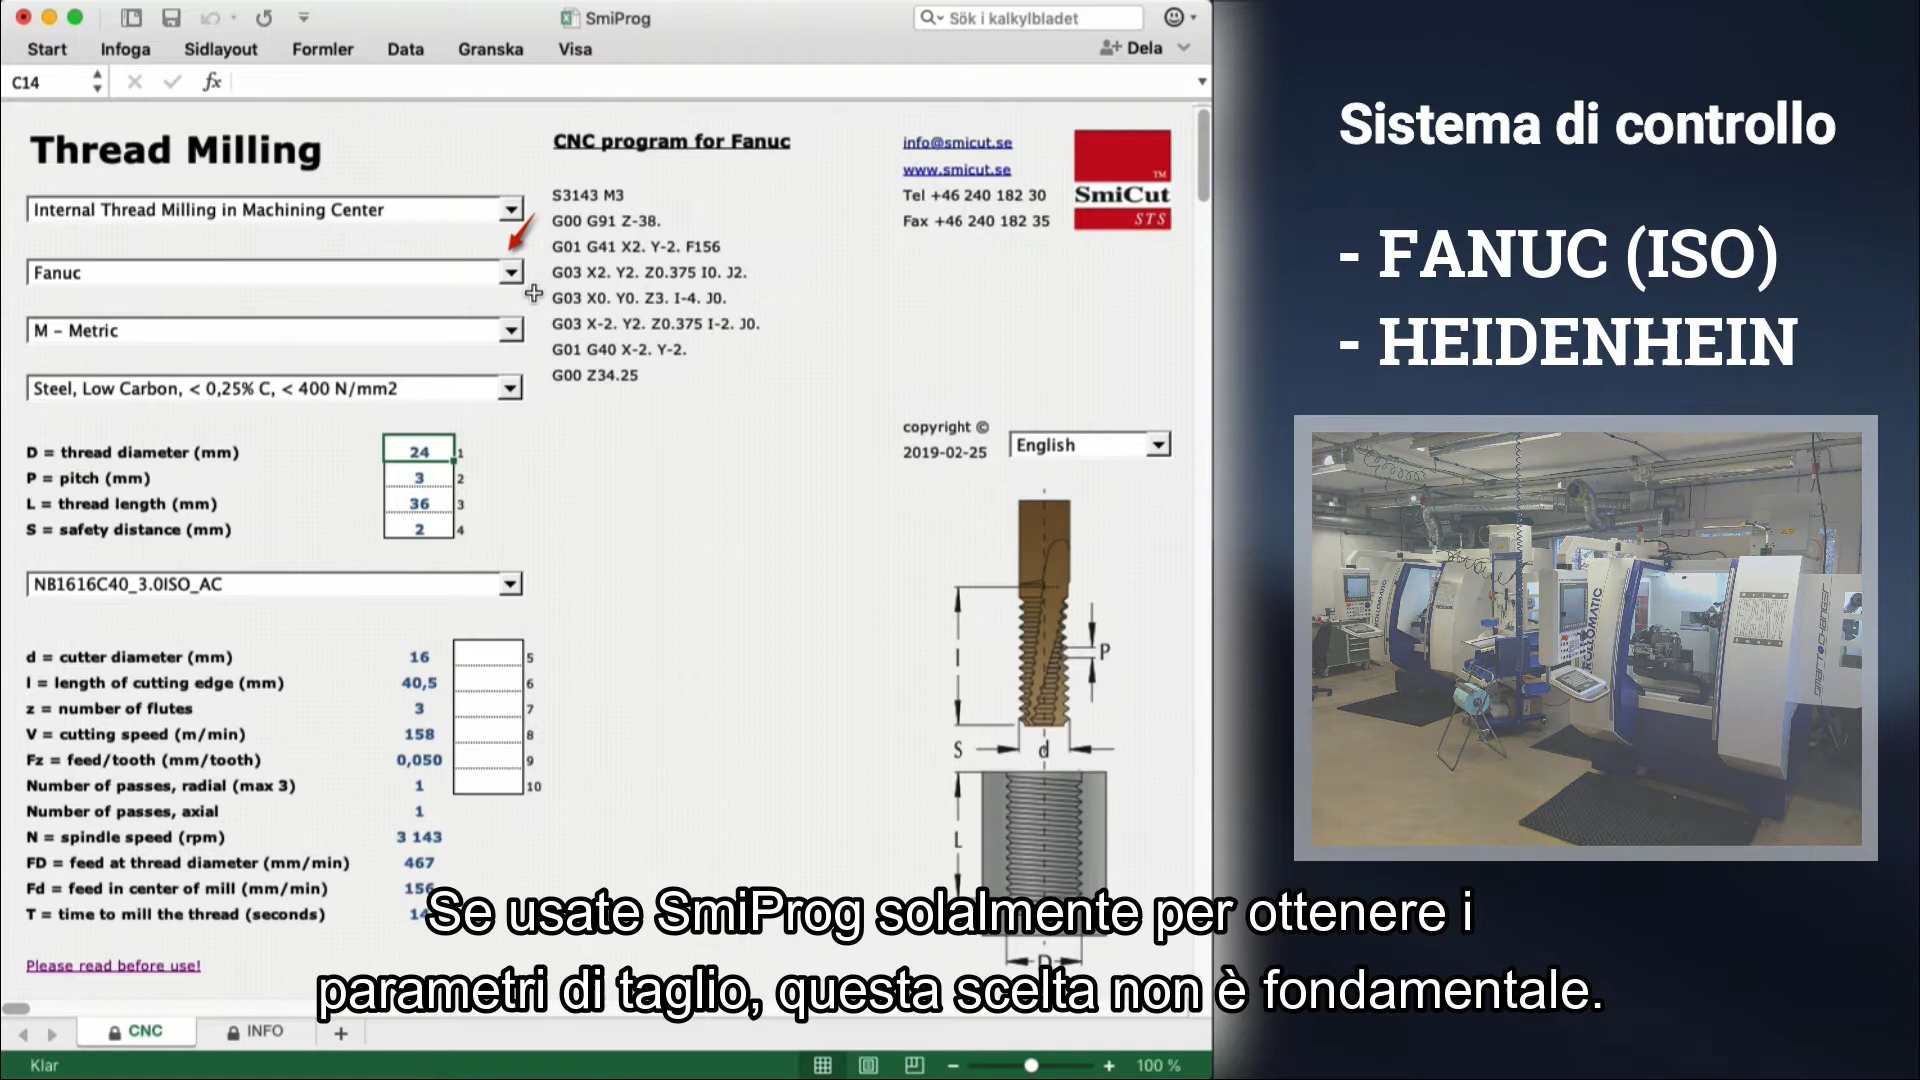 SmiProg
Sök i kalkylbladet
Start Infoga Sidlayout Formler Data Granska Visa
Dela
C14
fx
Thread Milling
Internal Thread Milling in Machining Center
Fanuc
M - Metric
Steel, Low Carbon, < 0,25% C, < 400 N/mm2
D = thread diameter (mm) 24 1
P = pitch (mm) 3 2
L = thread length (mm) 36 3
S = safety distance (mm) 2 4
NB1616C40_3.0ISO_AC
d = cutter diameter (mm) 16 5
l = length of cutting edge (mm) 40,5 6
z = number of flutes 3 7
V = cutting speed (m/min) 158 8
Fz = feed/tooth (mm/tooth) 0,050 9
Number of passes, radial (max 3) 1 10
Number of passes, axial 1
N = spindle speed (rpm) 3 143
FD = feed at thread diameter (mm/min) 467
Fd = feed in center of mill (mm/min) 156
T = time to mill the thread (seconds)
Please read before use!
CNC program for Fanuc
S3143 M3
G00 G91 Z-38.
G01 G41 X2. Y-2. F156
G03 X2. Y2. Z0.375 I0. J2.
G03 X0. Y0. Z3. I-4. J0.
G03 X-2. Y2. Z0.375 I-2. J0.
G01 G40 X-2. Y-2.
G00 Z34.25
info@smicut.se
www.smicut.se
Tel +46 240 182 30
Fax +46 240 182 35
TM
SmiCut
STS
copyright ©
2019-02-25
English
l
P
S
d
L
D
CNC INFO
Klar
100 %
Sistema di controllo
- FANUC (ISO)
- HEIDENHEIN
ROLLOMATIC
Se usate SmiProg solalmente per ottenere i
parametri di taglio, questa scelta non è fondamentale.